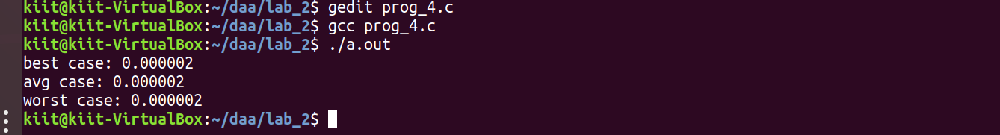 kiit@kiit-VirtualBox:~/daa/lab_2$ gedit prog_4.c
kiit@kiit-VirtualBox:~/daa/lab_2$ gcc prog_4.c
kiit@kiit-VirtualBox:~/daa/lab_2$ ./a.out
best case: 0.000002
avg case: 0.000002
worst case: 0.000002
kiit@kiit-VirtualBox:~/daa/lab_2$